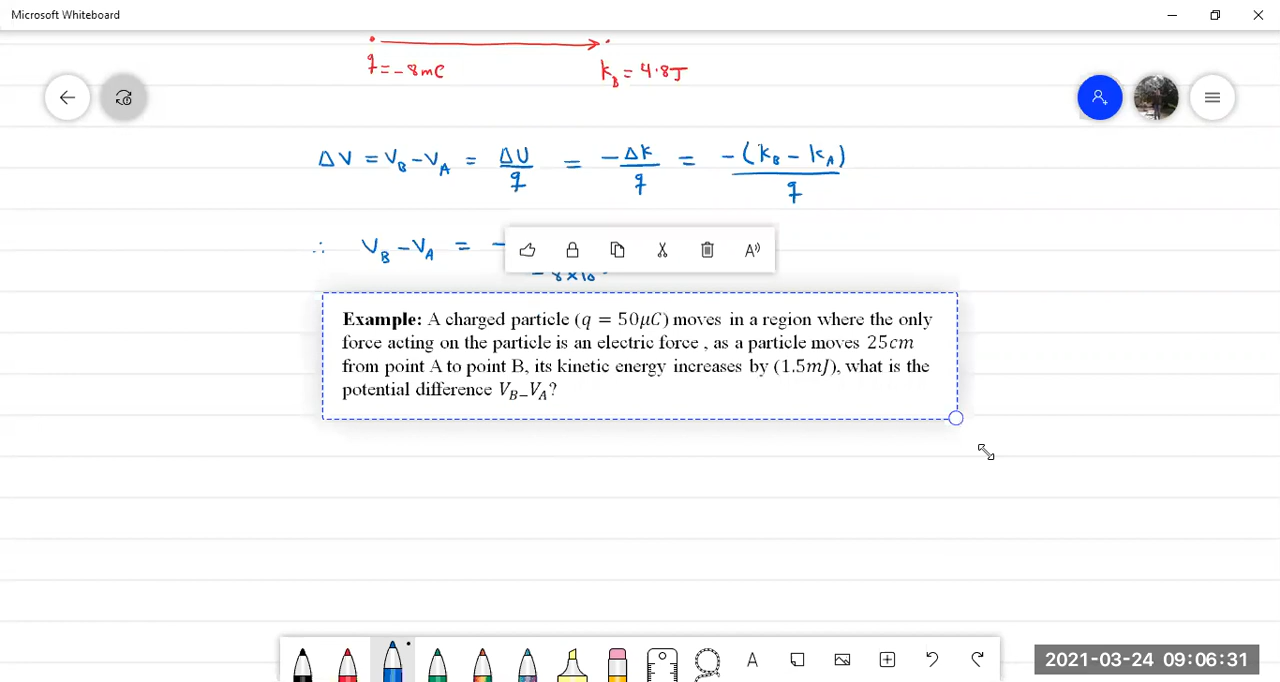 Microsoft Whiteboard
q = -8mC
k_B = 4.8J
ΔV = V_B - V_A = ΔU/q = -Δk/q = -(k_B - k_A)/q
∴ V_B - V_A = -
-8×10
Example: A charged particle (q = 50μC) moves in a region where the only
force acting on the particle is an electric force , as a particle moves 25cm
from point A to point B, its kinetic energy increases by (1.5mJ), what is the
potential difference V_B_V_A?
2021-03-24 09:06:31